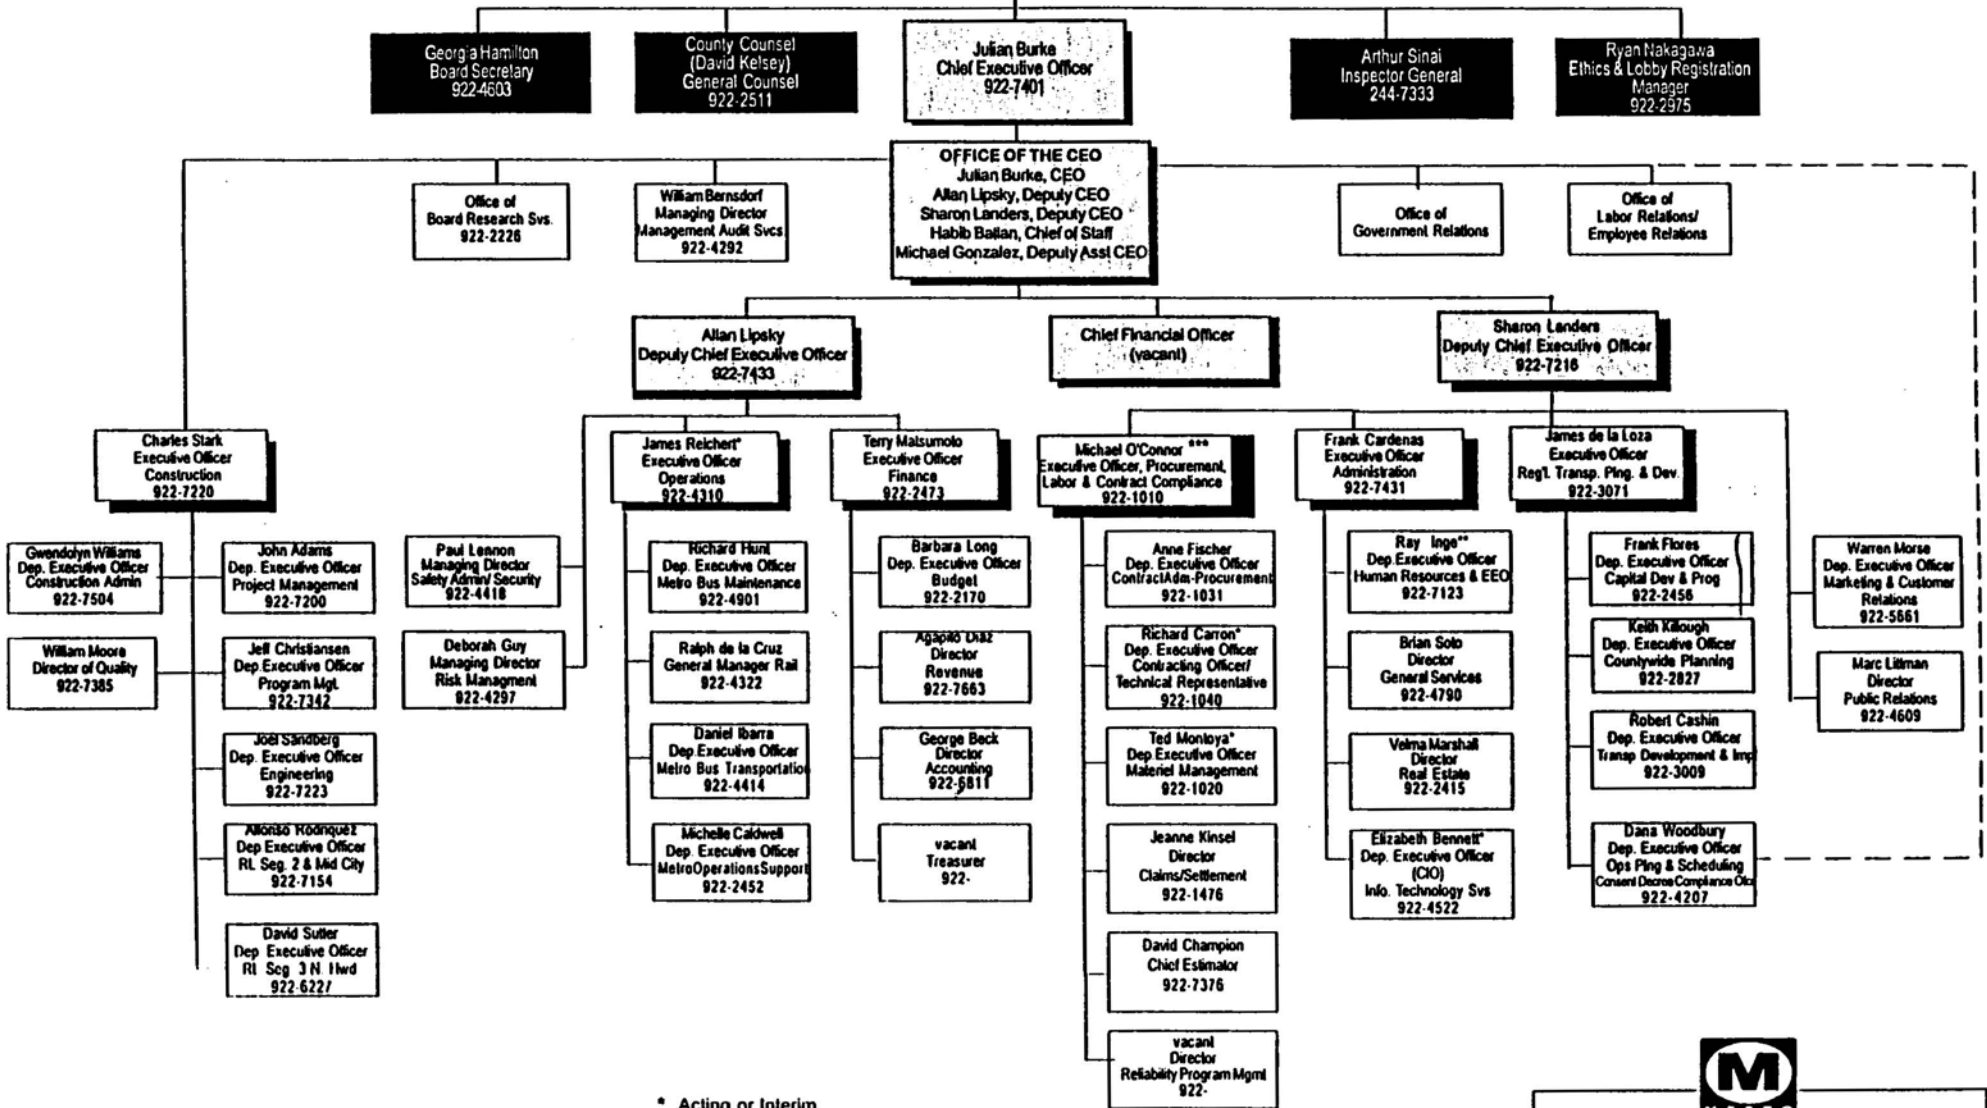 Georgia Hamilton
Board Secretary
922-4603
County Counsel
(David Kelsey)
General Counsel
922-2511
Julian Burke
Chief Executive Officer
922-7401
Arthur Sinai
Inspector General
244-7333
Ryan Nakagawa
Ethics & Lobby Registration
Manager
922-2975
Office of
Board Research Svs.
922-2226
William Bernsdorf
Managing Director
Management Audit Svcs.
922-4292
OFFICE OF THE CEO
Julian Burke, CEO
Allan Lipsky, Deputy CEO
Sharon Landers, Deputy CEO
Habib Balian, Chief of Staff
Michael Gonzalez, Deputy Asst CEO
Office of
Government Relations
Office of
Labor Relations/
Employee Relations
Allan Lipsky
Deputy Chief Executive Officer
922-7433
Chief Financial Officer
(vacant)
Sharon Landers
Deputy Chief Executive Officer
922-7216
Charles Stark
Executive Officer
Construction
922-7220
James Reichert*
Executive Officer
Operations
922-4310
Terry Matsumoto
Executive Officer
Finance
922-2473
Michael O'Connor ***
Executive Officer, Procurement,
Labor & Contract Compliance
922-1010
Frank Cardenas
Executive Officer
Administration
922-7431
James de la Loza
Executive Officer
Reg'l. Transp. Plng. & Dev.
922-3071
Gwendolyn Williams
Dep. Executive Officer
Construction Admin
922-7504
John Adams
Dep. Executive Officer
Project Management
922-7200
William Moore
Director of Quality
922-7385
Jeff Christiansen
Dep.Executive Officer
Program Mgt.
922-7342
Joel Sandberg
Dep. Executive Officer
Engineering
922-7223
Alfonso Rodriquez
Dep Executive Officer
RL Seg. 2 & Mid City
922-7154
David Sutter
Dep Executive Officer
RL Seg 3 N. Hwd
922-6227
Paul Lennon
Managing Director
Safety Admin/ Security
922-4418
Deborah Guy
Managing Director
Risk Managment
922-4297
Richard Hunt
Dep. Executive Officer
Metro Bus Maintenance
922-4901
Ralph de la Cruz
General Manager Rail
922-4322
Daniel Ibarra
Dep.Executive Officer
Metro Bus Transportation
922-4414
Michelle Caldwell
Dep. Executive Officer
MetroOperationsSupport
922-2452
Barbara Long
Dep. Executive Officer
Budget
922-2170
Agapito Diaz
Director
Revenue
922-7663
George Beck
Director
Accounting
922-6811
vacant
Treasurer
922-
Anne Fischer
Dep. Executive Officer
ContractAdm-Procurement
922-1031
Richard Carron*
Dep. Executive Officer
Contracting Officer/
Technical Representative
922-1040
Ted Montoya*
Dep.Executive Officer
Materiel Management
922-1020
Jeanne Kinsel
Director
Claims/Settlement
922-1476
David Champion
Chief Estimator
922-7376
vacant
Director
Reliability Program Mgmt
922-
Ray Inge**
Dep.Executive Officer
Human Resources & EEO
922-7123
Brian Soto
Director
General Services
922-4790
Velma Marshall
Director
Real Estate
922-2415
Elizabeth Bennett*
Dep. Executive Officer
(CIO)
Info. Technology Svs
922-4522
Frank Flores
Dep. Executive Officer
Capital Dev & Prog
922-2456
Keith Killough
Dep. Executive Officer
Countywide Planning
922-2827
Robert Cashin
Dep. Executive Officer
Transp Development & Imp
922-3009
Dana Woodbury
Dep. Executive Officer
Ops Plng & Scheduling
Consent Decree Compliance Ofcr
922-4207
Warren Morse
Dep. Executive Officer
Marketing & Customer
Relations
922-5661
Marc Littman
Director
Public Relations
922-4609
* Acting or Interim
M